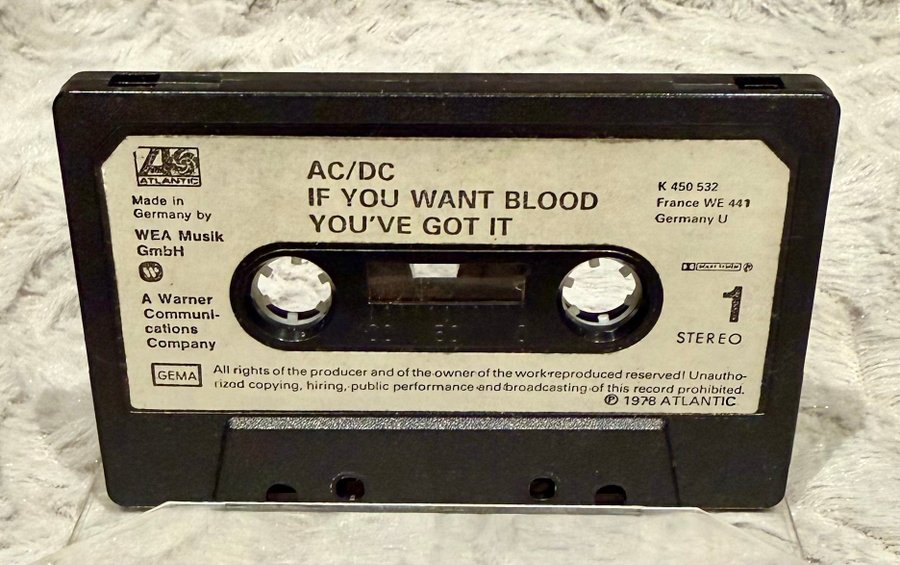 ATLANTIC
Made in
Germany by
WEA Musik
GmbH
A Warner
Communi-
cations
Company
GEMA
AC/DC
IF YOU WANT BLOOD
YOU'VE GOT IT
K 450 532
France WE 441
Germany U
1
STEREO
50
0
All rights of the producer and of the owner of the work reproduced reserved! Unautho-
rized copying, hiring, public performance and broadcasting of this record prohibited.
℗ 1978 ATLANTIC